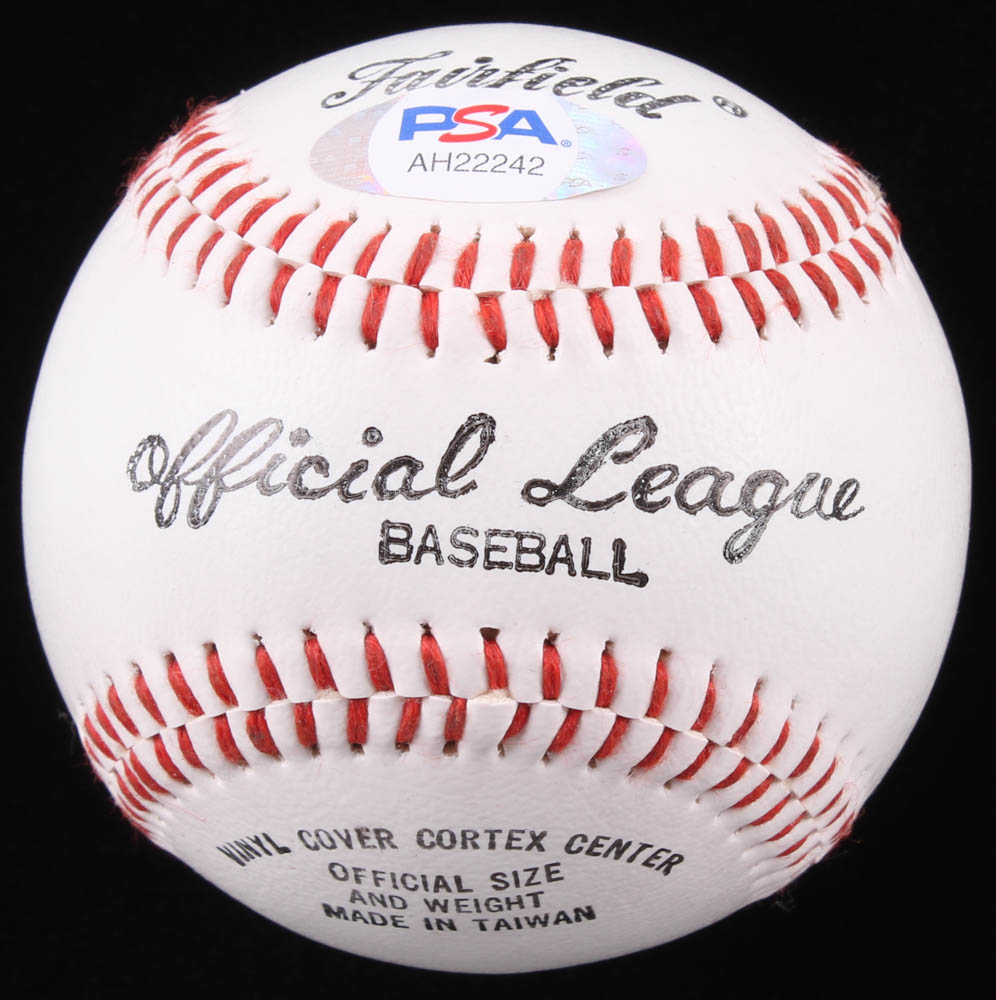 Fairfield ®
PSA®
AH22242
Official League
BASEBALL
VINYL COVER CORTEX CENTER
OFFICIAL SIZE
AND WEIGHT
MADE IN TAIWAN